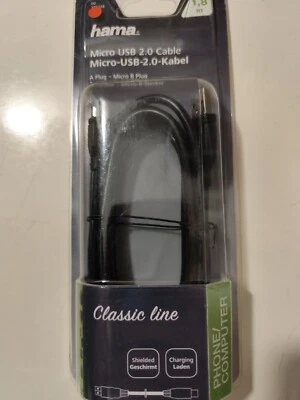 1,8
m
hama®
Micro USB 2.0 Cable
Micro-USB-2.0-Kabel
A Plug – Micro B Plug
Classic line
Shielded
Geschirmt
Charging
Laden
PHONE/
COMPUTER